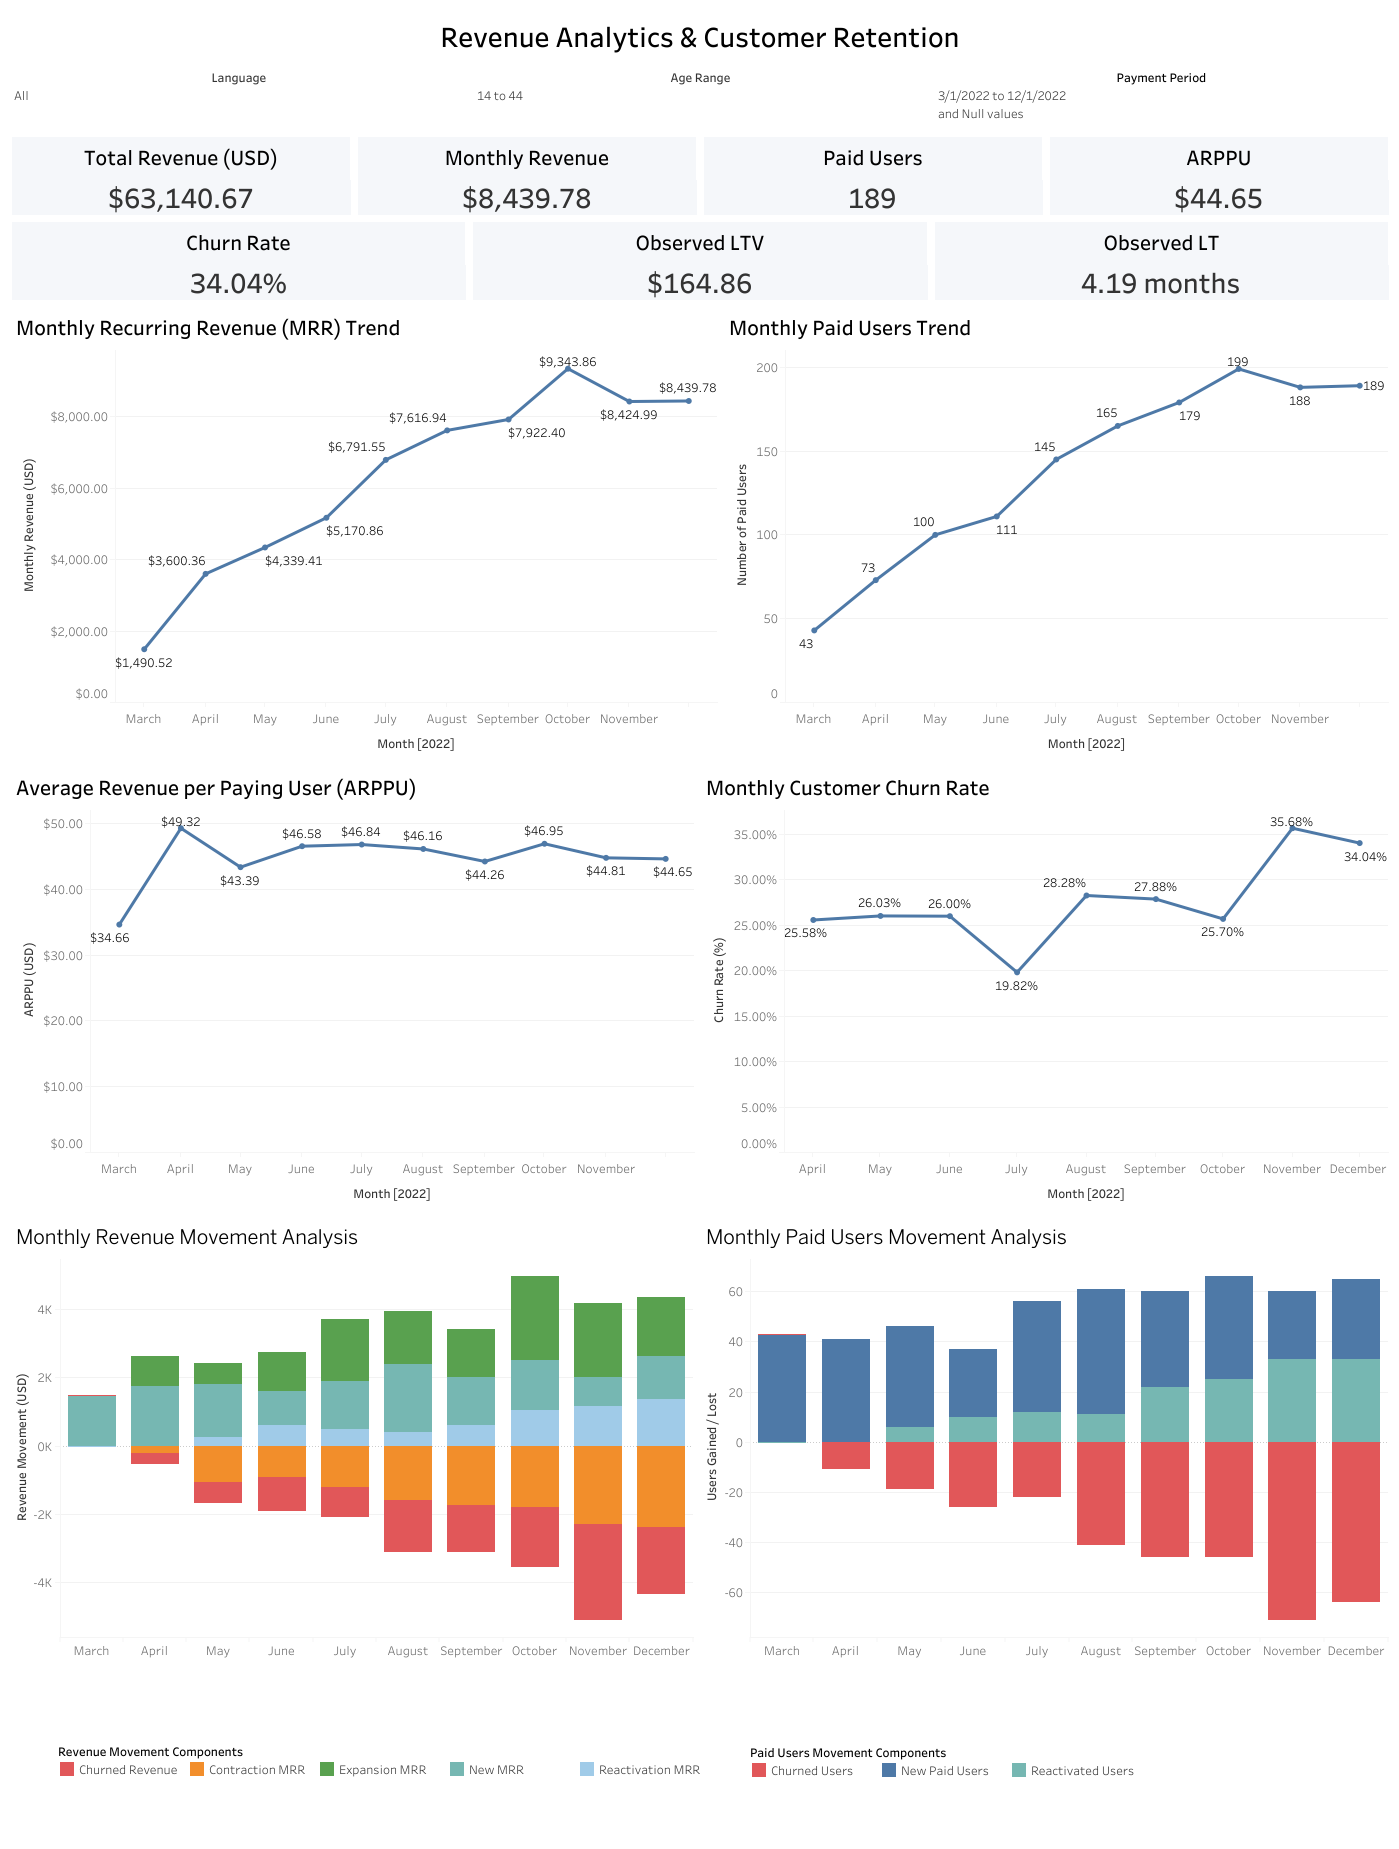 Revenue Analytics & Customer Retention
Language Age Range Payment Period
All 14 to 44 3/1/2022 to 12/1/2022
and Null values
Total Revenue (USD) Monthly Revenue Paid Users ARPPU
$63,140.67 $8,439.78 189 $44.65
Churn Rate Observed LTV Observed LT
34.04% $164.86 4.19 months
Monthly Recurring Revenue (MRR) Trend
Monthly Revenue (USD)
$8,000.00
$6,000.00
$4,000.00
$2,000.00
$0.00
$1,490.52
$3,600.36
$4,339.41
$5,170.86
$6,791.55
$7,616.94
$7,922.40
$9,343.86
$8,424.99
$8,439.78
March April May June July August September October November
Month [2022]
Monthly Paid Users Trend
Number of Paid Users
200
150
100
50
0
43
73
100
111
145
165
179
199
188
189
March April May June July August September October November
Month [2022]
Average Revenue per Paying User (ARPPU)
ARPPU (USD)
$50.00
$40.00
$30.00
$20.00
$10.00
$0.00
$34.66
$49.32
$43.39
$46.58
$46.84
$46.16
$44.26
$46.95
$44.81
$44.65
March April May June July August September October November
Month [2022]
Monthly Customer Churn Rate
Churn Rate (%)
35.00%
30.00%
25.00%
20.00%
15.00%
10.00%
5.00%
0.00%
25.58%
26.03%
26.00%
19.82%
28.28%
27.88%
25.70%
35.68%
34.04%
April May June July August September October November December
Month [2022]
Monthly Revenue Movement Analysis
Revenue Movement (USD)
4K
2K
0K
-2K
-4K
March April May June July August September October November December
Monthly Paid Users Movement Analysis
Users Gained / Lost
60
40
20
0
-20
-40
-60
March April May June July August September October November December
Revenue Movement Components
Churned Revenue Contraction MRR Expansion MRR New MRR Reactivation MRR
Paid Users Movement Components
Churned Users New Paid Users Reactivated Users